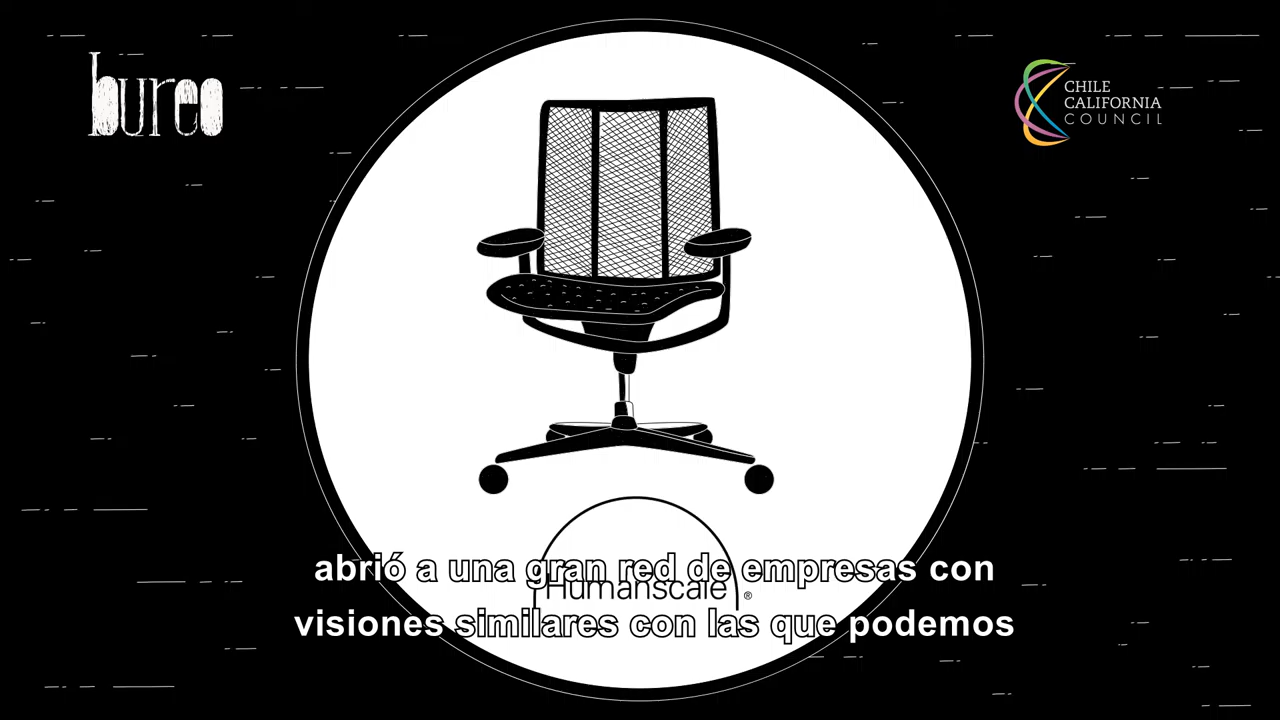 bureo
CHILE
CALIFORNIA
COUNCIL
Humanscale ®
abrió a una gran red de empresas con
visiones similares con las que podemos